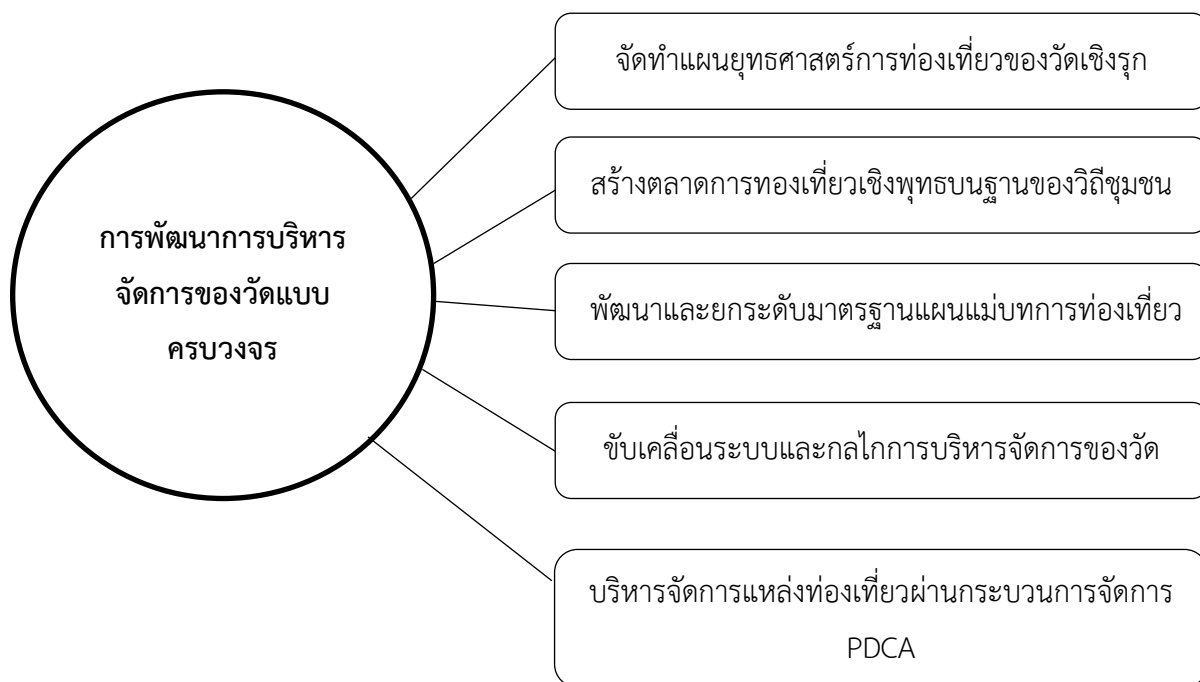 จัดทำแผนยุทธศาสตร์การท่องเที่ยวของวัดเชิงรุก
สร้างตลาดการทองเที่ยวเชิงพุทธบนฐานของวิถีชุมชน
การพัฒนาการบริหาร
จัดการของวัดแบบ
ครบวงจร
พัฒนาและยกระดับมาตรฐานแผนแม่บทการท่องเที่ยว
ขับเคลื่อนระบบและกลไกการบริหารจัดการของวัด
บริหารจัดการแหล่งท่องเที่ยวผ่านกระบวนการจัดการ
PDCA